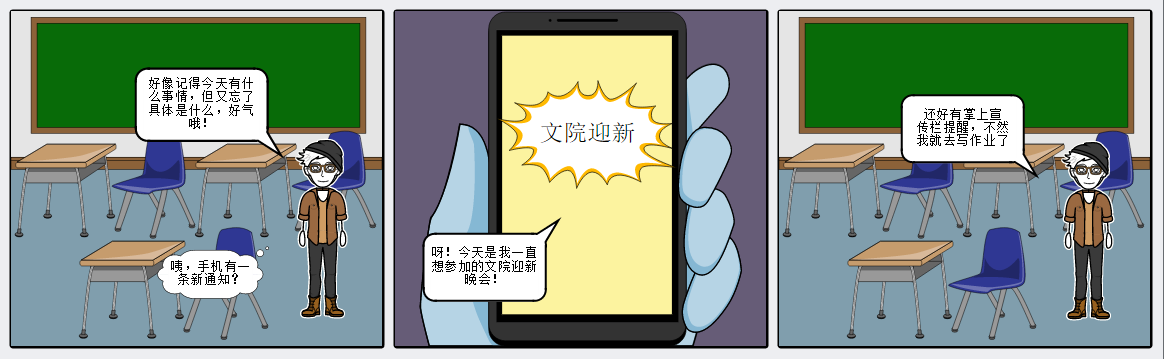 好像记得今天有什
么事情，但又忘了
具体是什么，好气
哦！
咦，手机有一
条新通知？
文院迎新
呀！今天是我一直
想参加的文院迎新
晚会！
还好有掌上宣
传栏提醒，不然
我就去写作业了